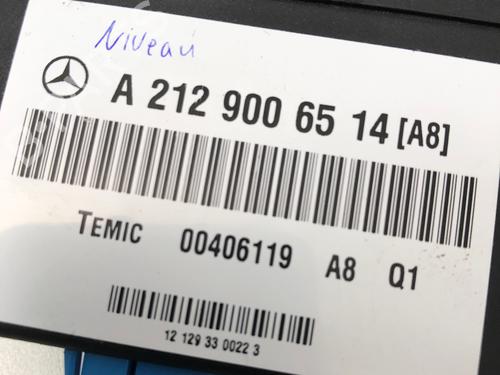 Niveau
A 212 900 65 14 [A8]
TEMIC 00406119 A8 Q1
12 129 33 0022 3